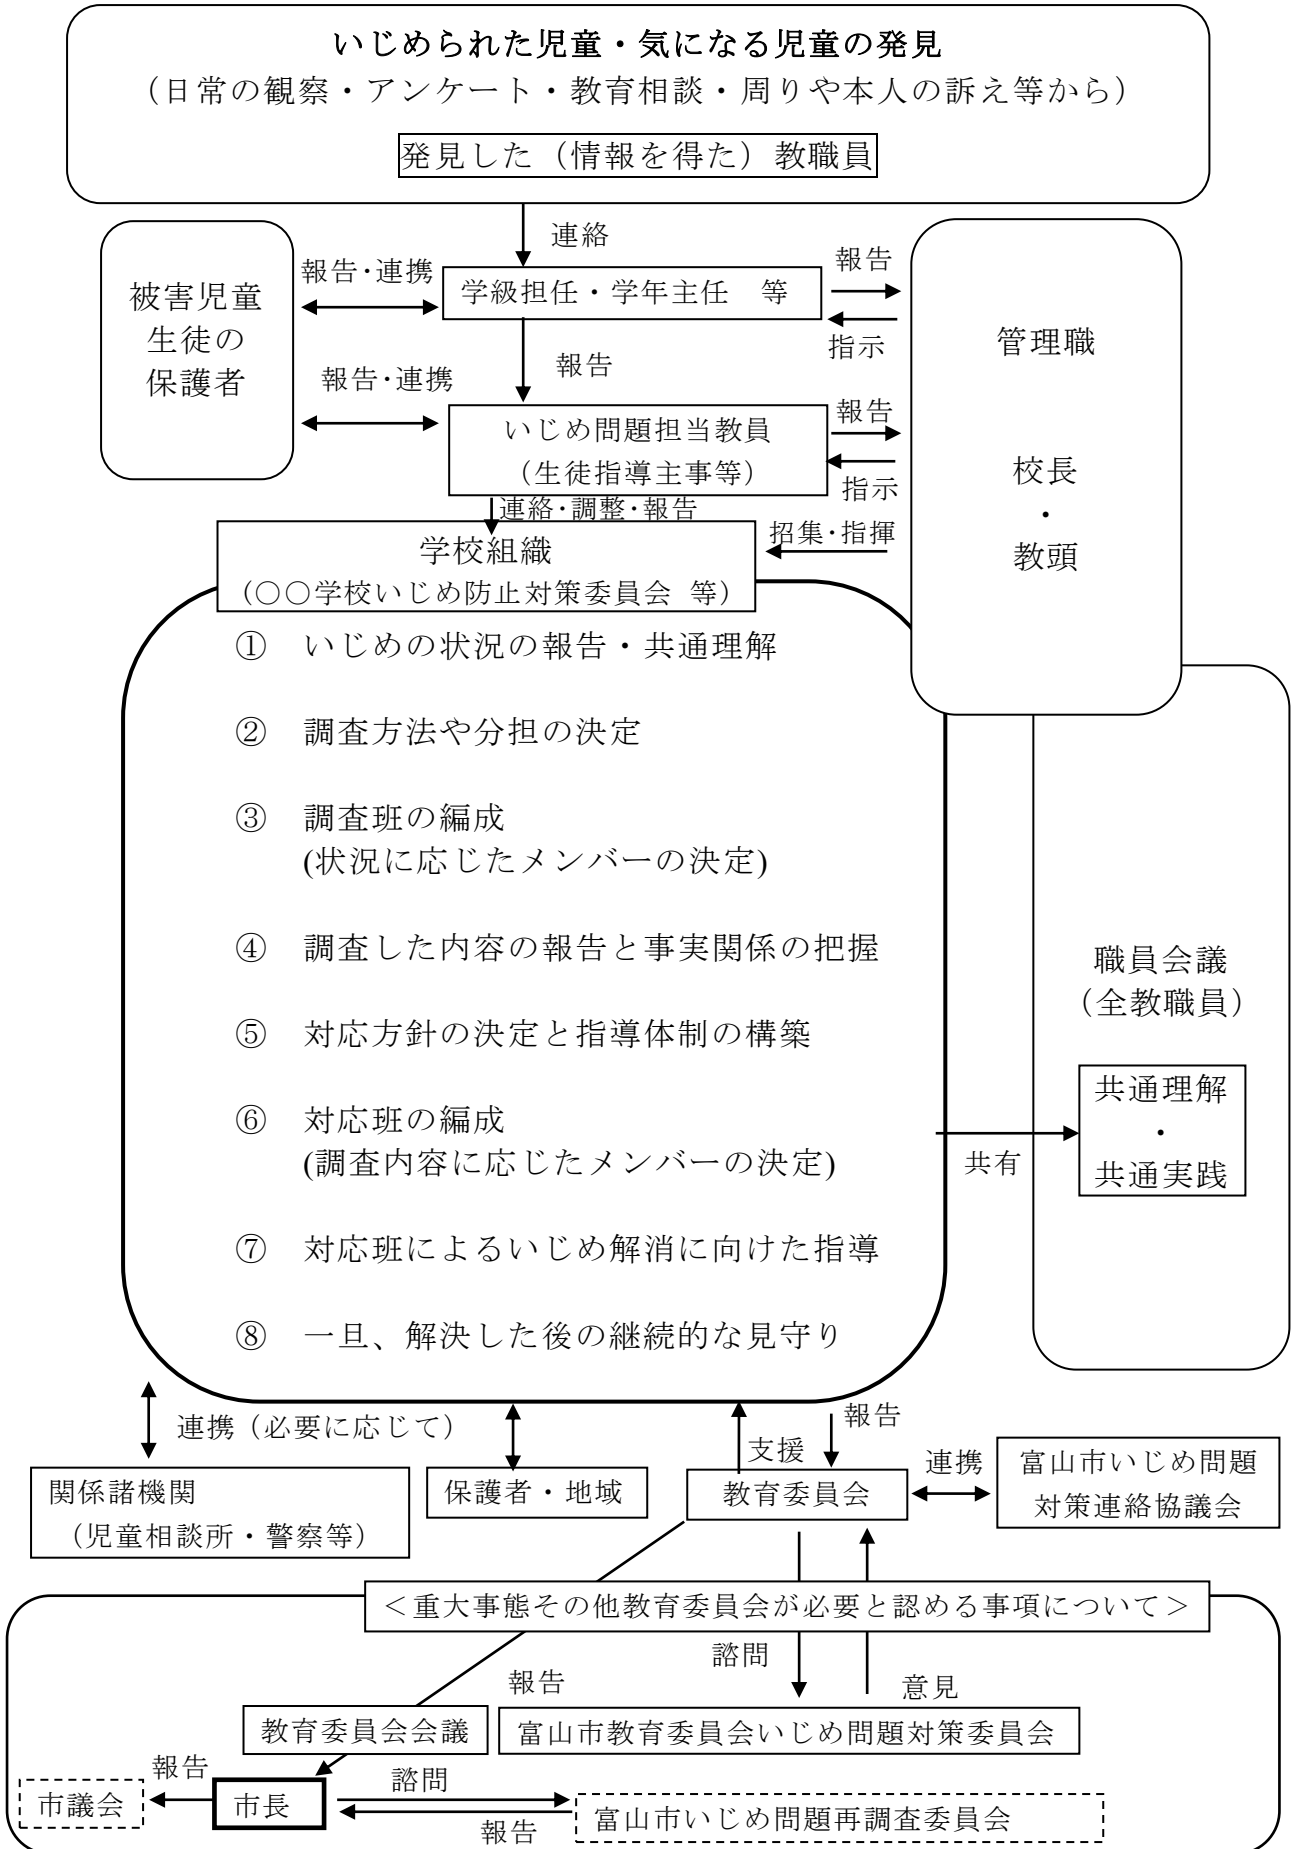 いじめられた児童・気になる児童の発見
（日常の観察・アンケート・教育相談・周りや本人の訴え等から）
発見した（情報を得た）教職員
連絡
被害児童
生徒の
保護者
報告・連携
学級担任・学年主任　等
報告
指示
報告
報告・連携
いじめ問題担当教員
（生徒指導主事等）
報告
指示
管理職
校長
・
教頭
連絡・調整・報告
招集・指揮
学校組織
（○○学校いじめ防止対策委員会 等）
①　いじめの状況の報告・共通理解
②　調査方法や分担の決定
③　調査班の編成
(状況に応じたメンバーの決定)
④　調査した内容の報告と事実関係の把握
⑤　対応方針の決定と指導体制の構築
⑥　対応班の編成
(調査内容に応じたメンバーの決定)
⑦　対応班によるいじめ解消に向けた指導
⑧　一旦、解決した後の継続的な見守り
共有
職員会議
（全教職員）
共通理解
・
共通実践
連携（必要に応じて）
支援
報告
関係諸機関
（児童相談所・警察等）
保護者・地域
教育委員会
連携
富山市いじめ問題
対策連絡協議会
＜重大事態その他教育委員会が必要と認める事項について＞
諮問
報告
意見
教育委員会会議
富山市教育委員会いじめ問題対策委員会
報告
市議会
市長
諮問
報告
富山市いじめ問題再調査委員会